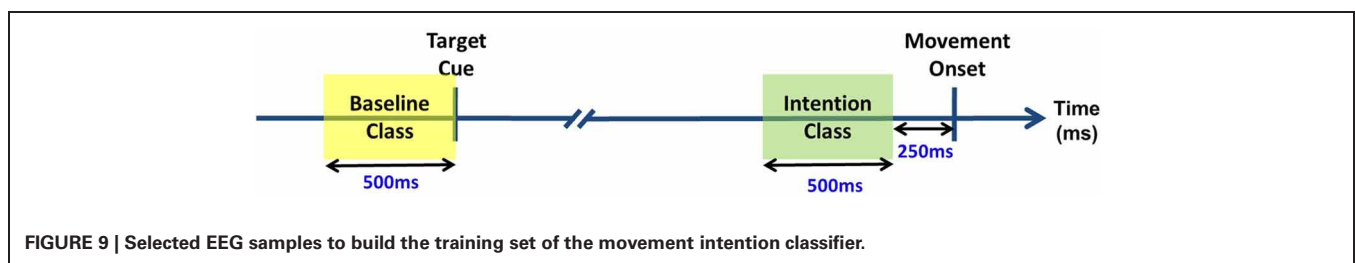 Target
Cue
Movement
Onset
Baseline
Class
Intention
Class
Time
(ms)
250ms
500ms
500ms
FIGURE 9 | Selected EEG samples to build the training set of the movement intention classifier.